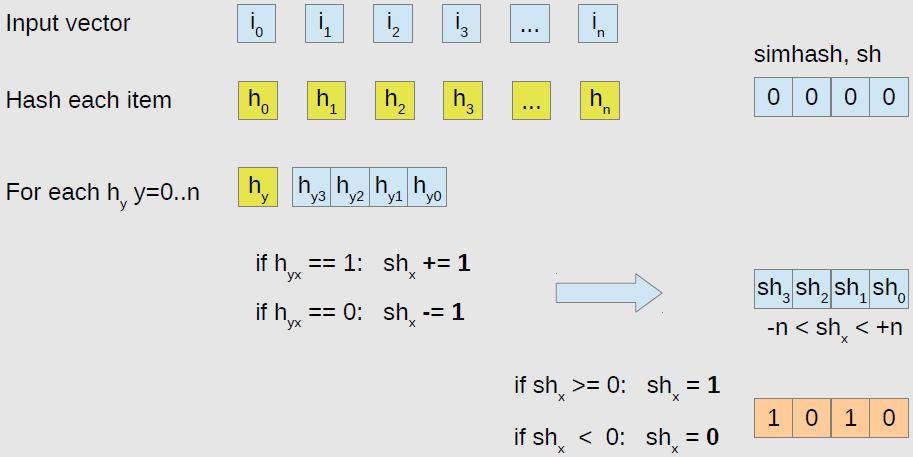 Input vector i0 i1 i2 i3 ... in
simhash, sh
Hash each item h0 h1 h2 h3 ... hn 0 0 0 0
For each hy y=0..n hy hy3 hy2 hy1 hy0
if hyx == 1: shx += 1
sh3 sh2 sh1 sh0
if hyx == 0: shx -= 1
-n < shx < +n
if shx >= 0: shx = 1
1 0 1 0
if shx < 0: shx = 0